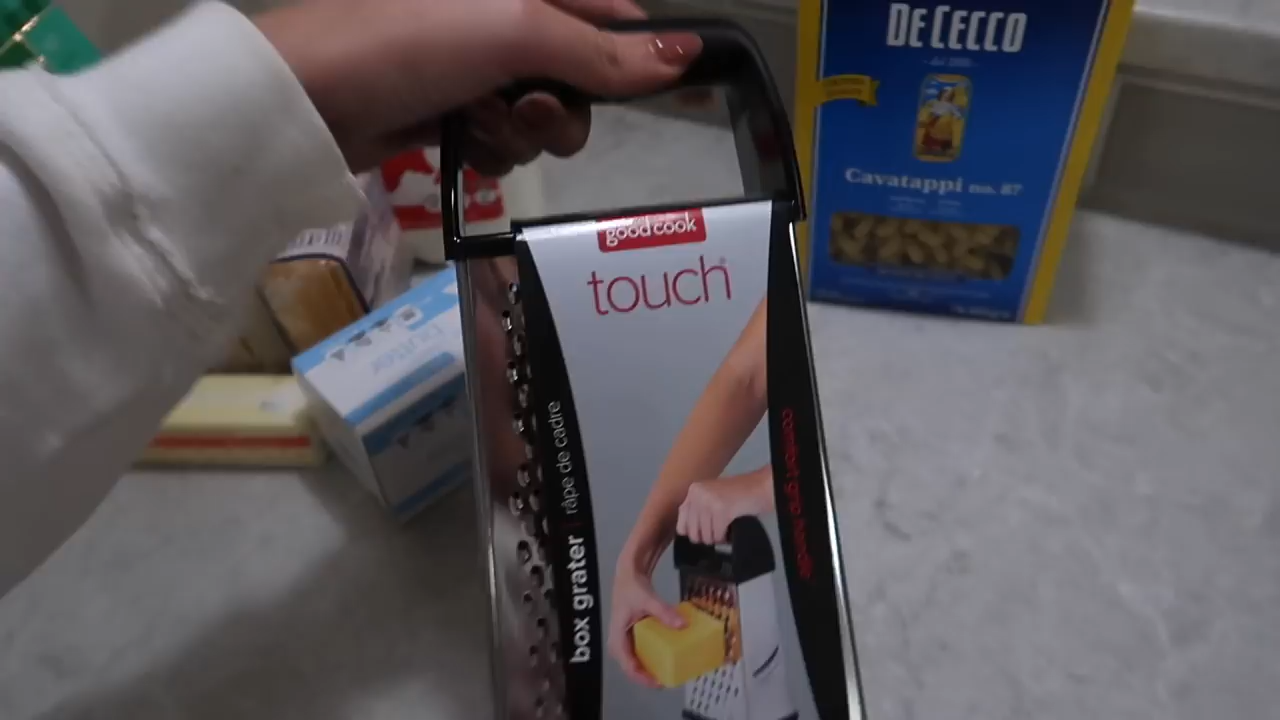 DE CECCO
Cavatappi no. 87
good cook
touch
box grater | râpe de cadre
comfort grip handle